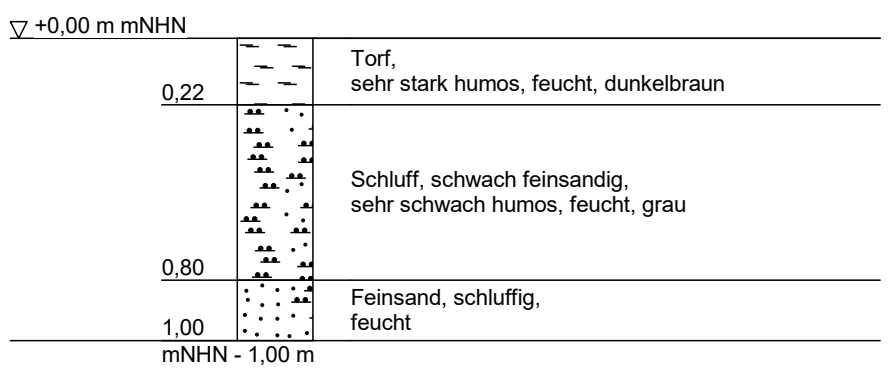 +0,00 m mNHN
Torf,
sehr stark humos, feucht, dunkelbraun
0,22
Schluff, schwach feinsandig,
sehr schwach humos, feucht, grau
0,80
Feinsand, schluffig,
feucht
1,00
mNHN - 1,00 m